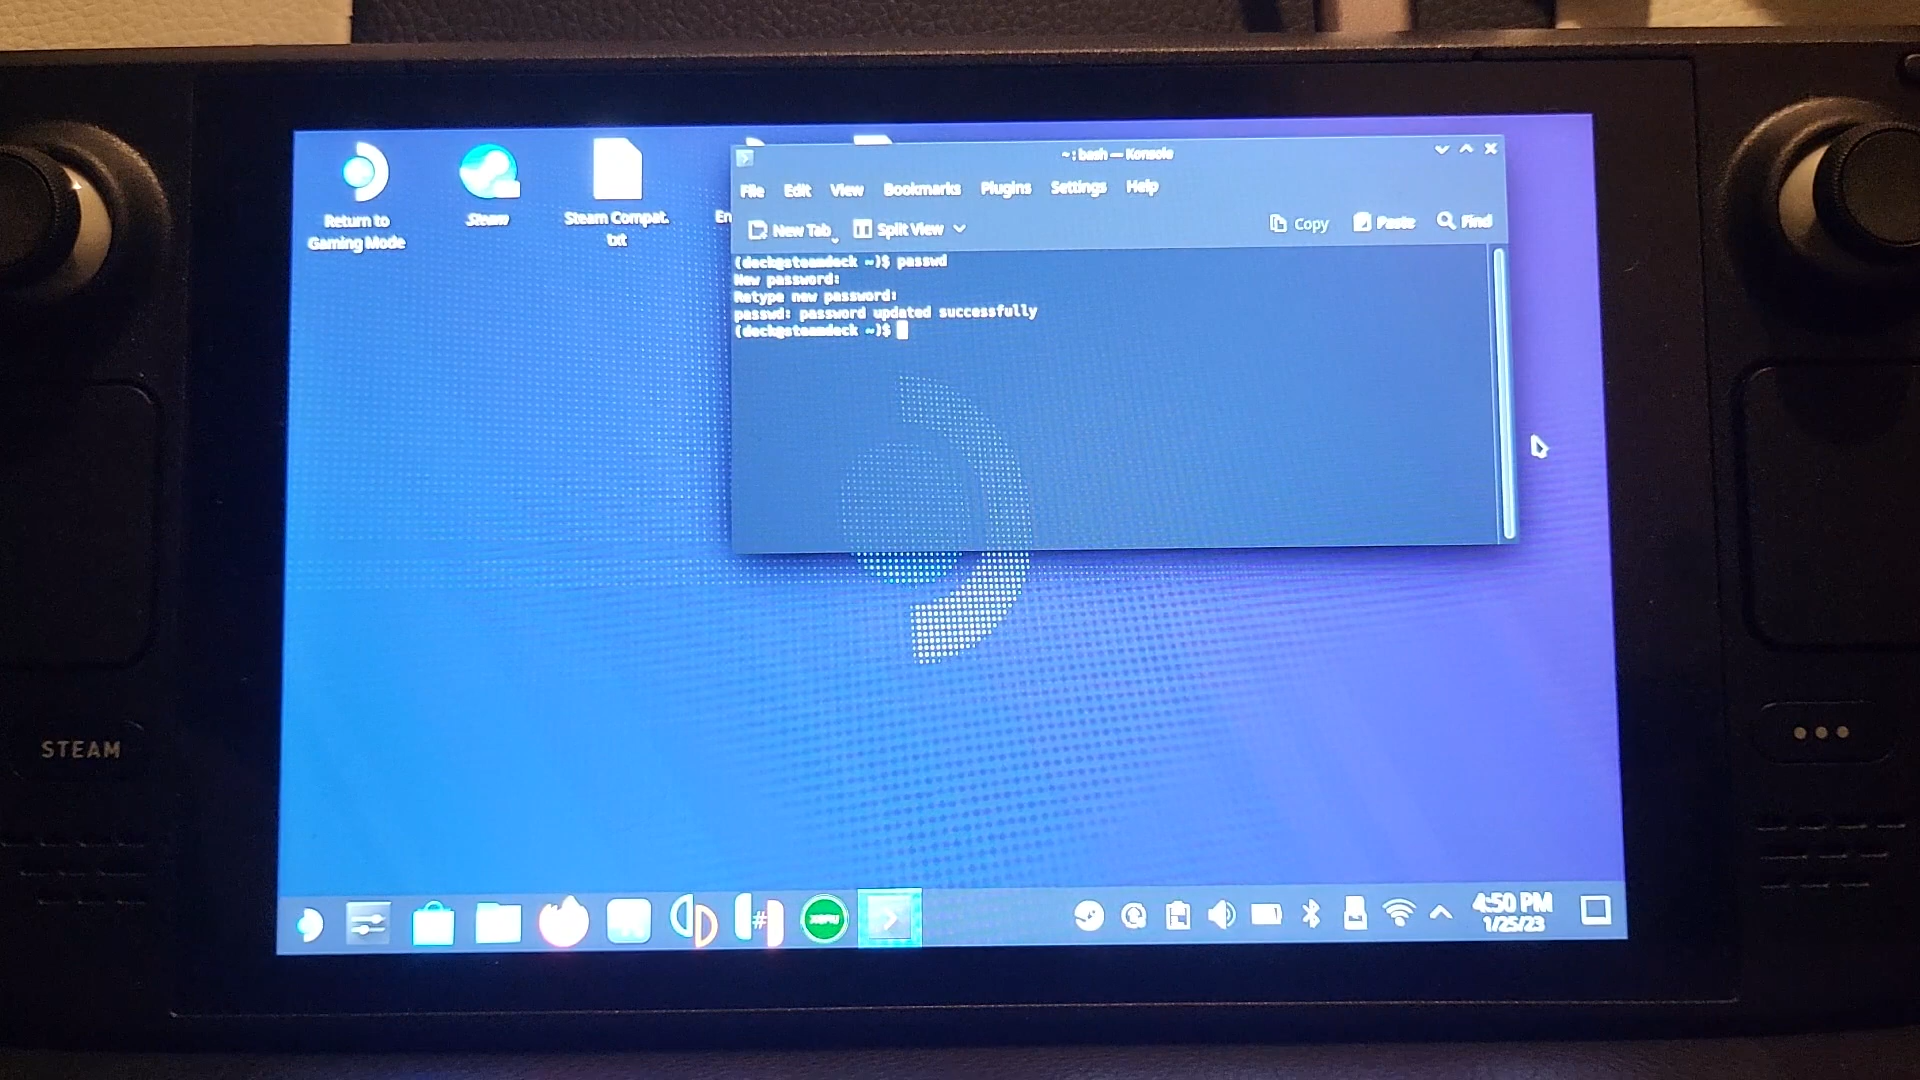 Return to
Gaming Mode
Steam
Steam Compat.
txt
En
~ : bash — Konsole
File Edit View Bookmarks Plugins Settings Help
New Tab Split View Copy Paste Find
(deck@steamdeck ~)$ passwd
New password:
Retype new password:
passwd: password updated successfully
(deck@steamdeck ~)$
STEAM
#
4:50 PM
1/25/23